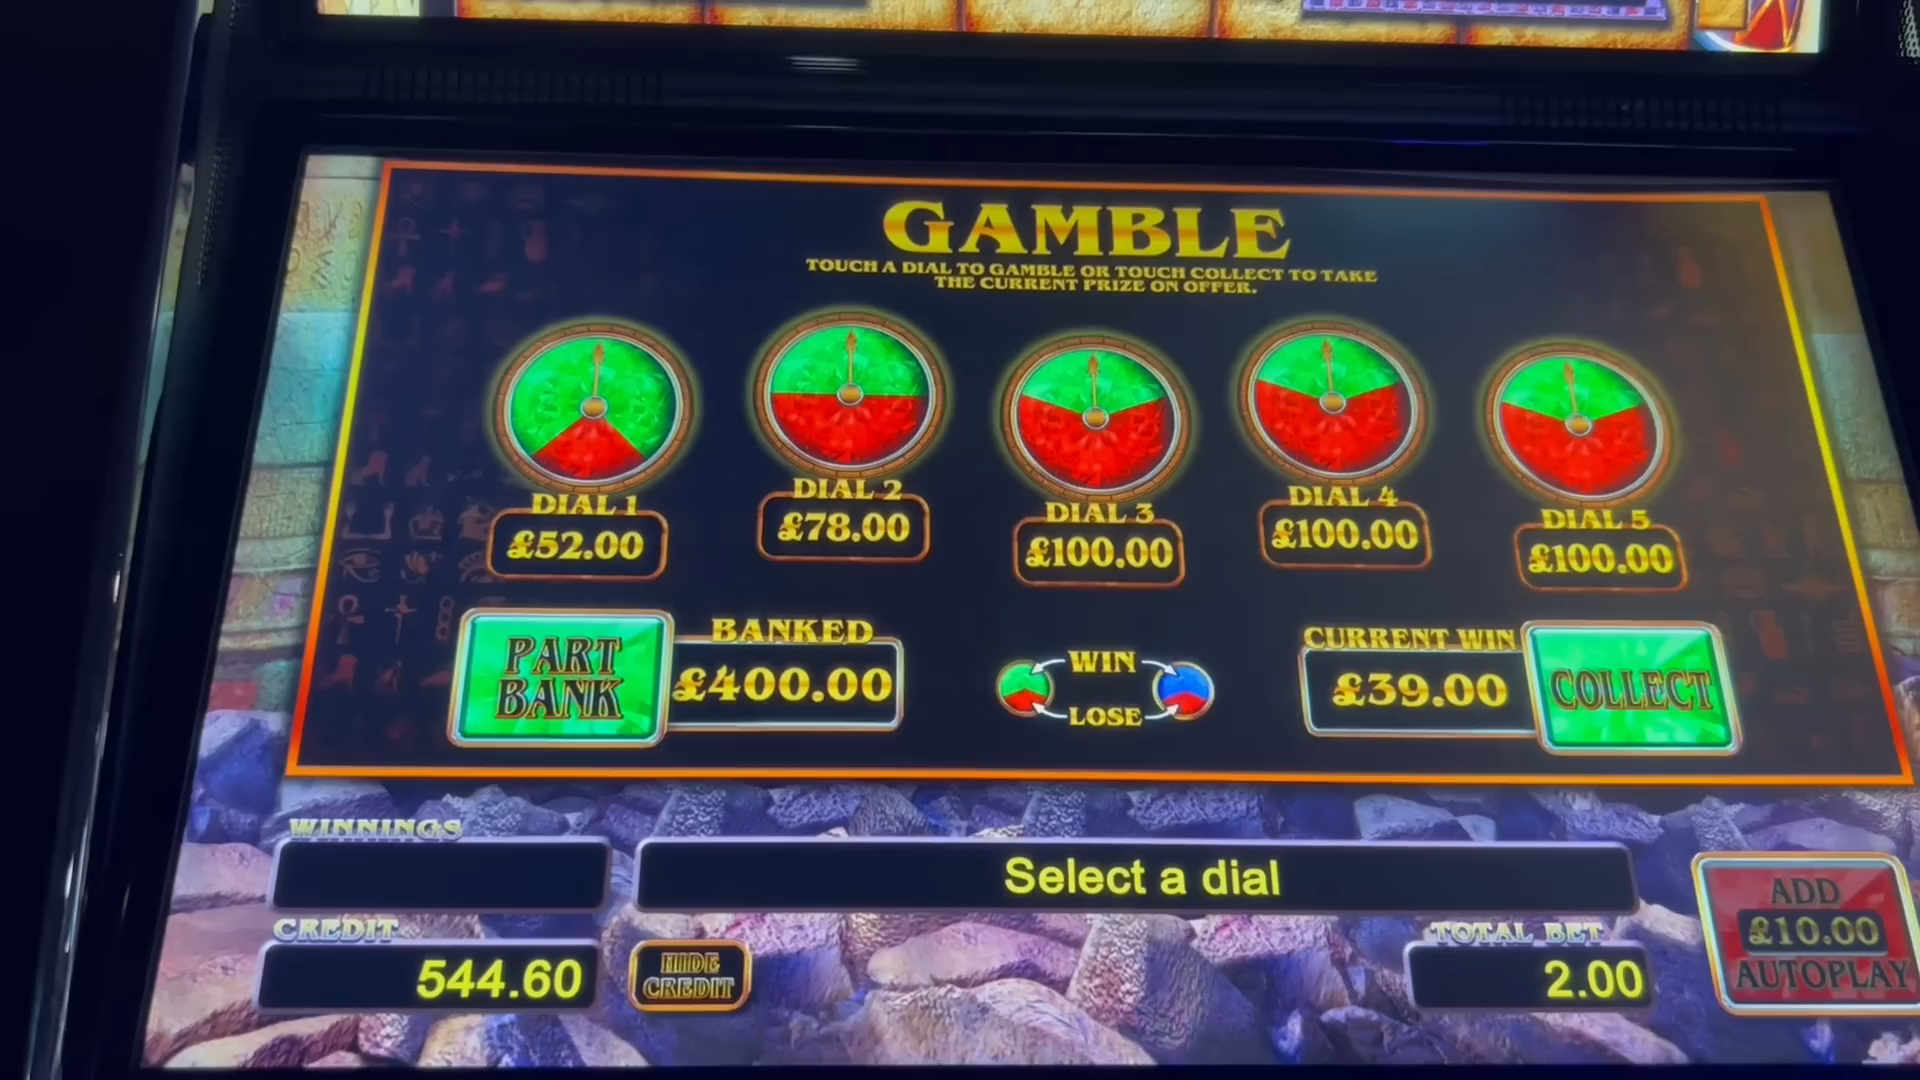 GAMBLE
TOUCH A DIAL TO GAMBLE OR TOUCH COLLECT TO TAKE
THE CURRENT PRIZE ON OFFER.
DIAL 1
£52.00
DIAL 2
£78.00
DIAL 3
£100.00
DIAL 4
£100.00
DIAL 5
£100.00
PART
BANK
BANKED
£400.00
WIN
LOSE
CURRENT WIN
£39.00
COLLECT
WINNINGS
Select a dial
CREDIT
544.60
HIDE
CREDIT
TOTAL BET
2.00
ADD
£10.00
AUTOPLAY